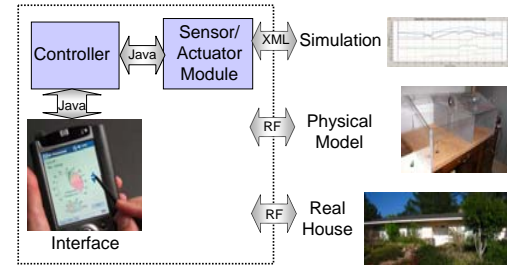 Controller
Java
Sensor/
Actuator
Module
XML
Simulation
Java
RF
Physical
Model
Interface
RF
Real
House